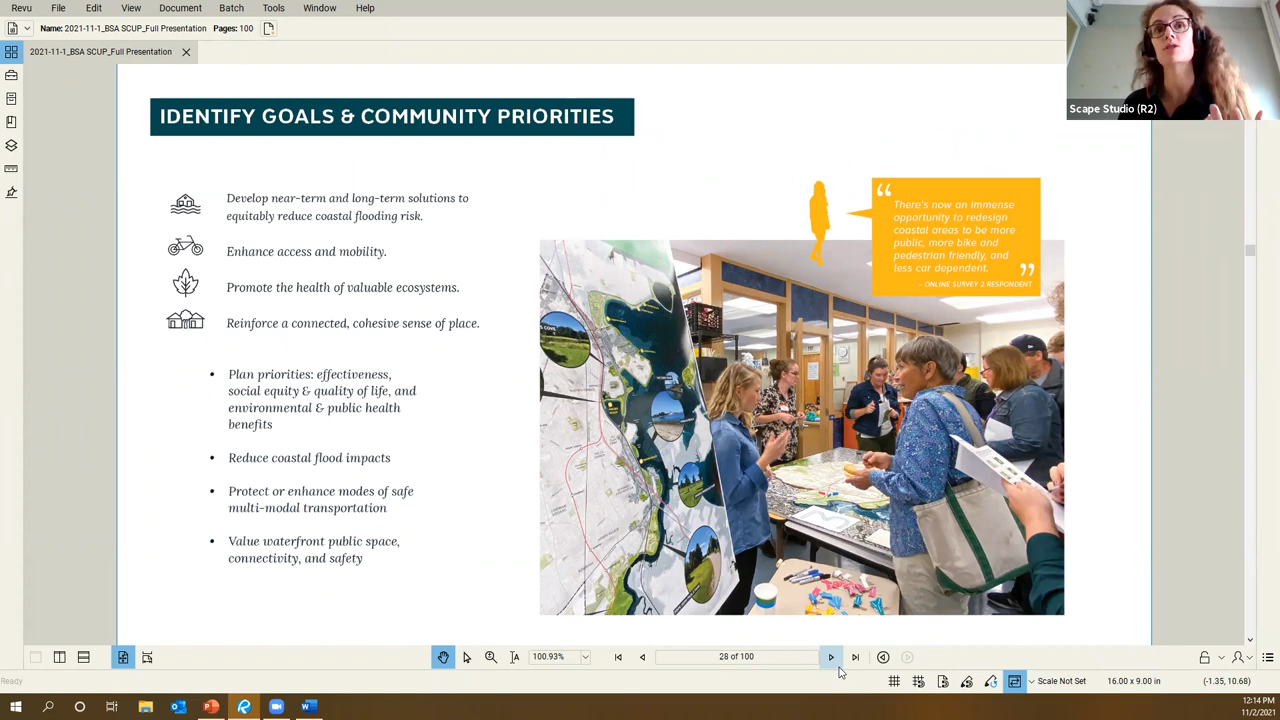 Revu File Edit View Document Batch Tools Window Help
Name: 2021-11-1_BSA SCUP_Full Presentation Pages: 100
2021-11-1_BSA SCUP_Full Presentation
Scape Studio (R2)
IDENTIFY GOALS & COMMUNITY PRIORITIES
Develop near-term and long-term solutions to
equitably reduce coastal flooding risk.
Enhance access and mobility.
Promote the health of valuable ecosystems.
Reinforce a connected, cohesive sense of place.
• Plan priorities: effectiveness,
social equity & quality of life, and
environmental & public health
benefits
• Reduce coastal flood impacts
• Protect or enhance modes of safe
multi-modal transportation
• Value waterfront public space,
connectivity, and safety
“
There's now an immense
opportunity to redesign
coastal areas to be more
public, more bike and
pedestrian friendly, and
less car dependent.
”
- ONLINE SURVEY 2 RESPONDENT
100.93%
28 of 100
Ready
Scale Not Set
16.00 x 9.00 in
(-1.35, 10.68)
12:14 PM
11/2/2021